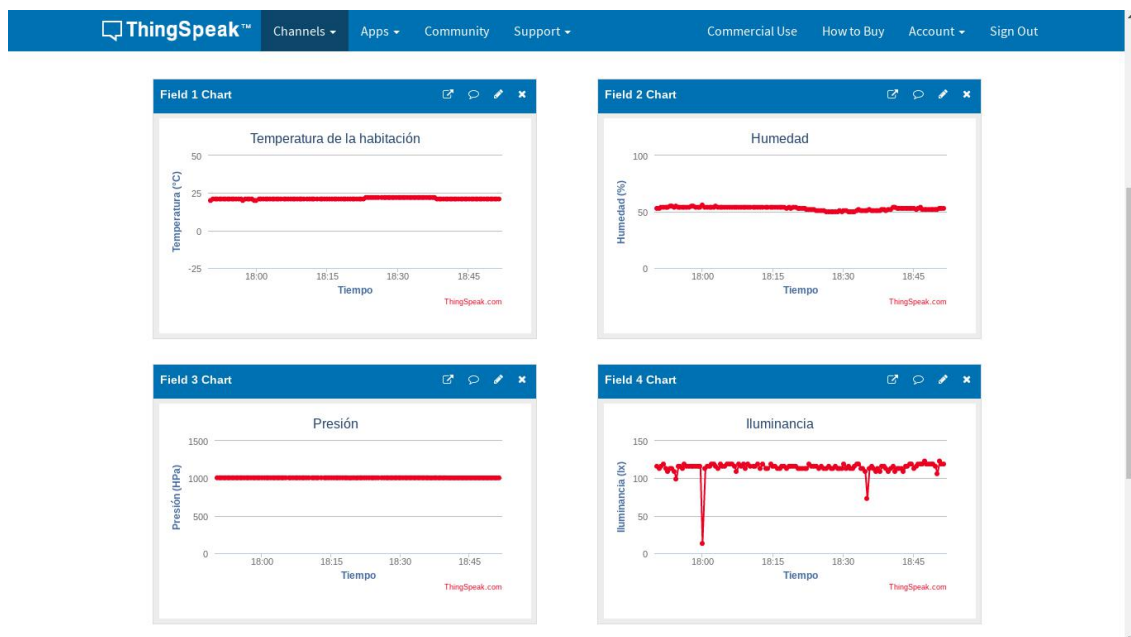 ThingSpeak™ Channels Apps Community Support Commercial Use How to Buy Account Sign Out
Field 1 Chart
Temperatura de la habitación
50
25
0
-25
Temperatura (°C)
18:00 18:15 18:30 18:45
Tiempo
ThingSpeak.com
Field 2 Chart
Humedad
100
50
0
Humedad (%)
18:00 18:15 18:30 18:45
Tiempo
ThingSpeak.com
Field 3 Chart
Presión
1500
1000
500
0
Presión (HPa)
18:00 18:15 18:30 18:45
Tiempo
ThingSpeak.com
Field 4 Chart
Iluminancia
150
100
50
0
Iluminancia (lx)
18:00 18:15 18:30 18:45
Tiempo
ThingSpeak.com